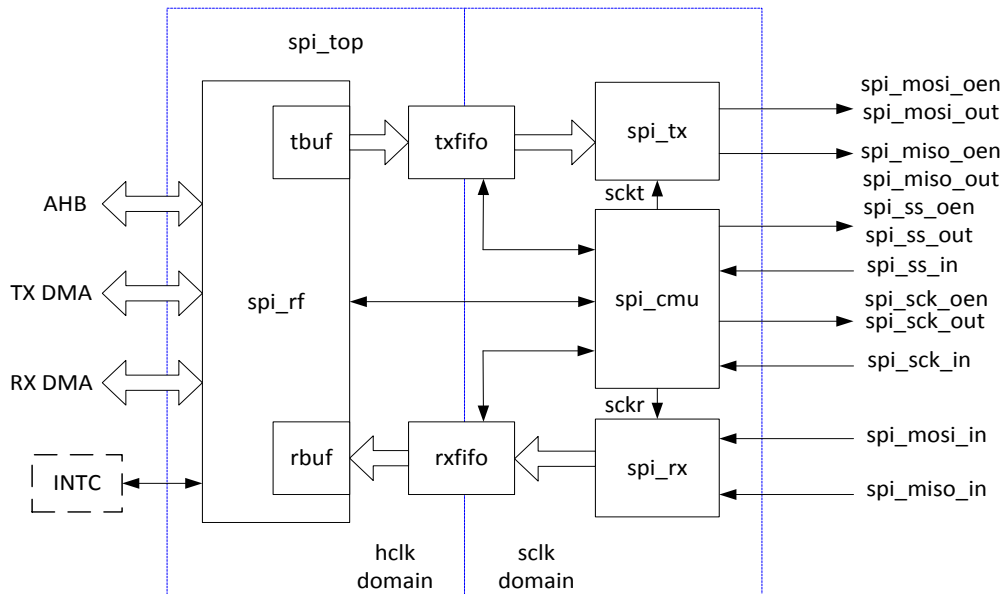 spi_top
AHB
TX DMA
RX DMA
INTC
spi_rf
tbuf
rbuf
txfifo
rxfifo
hclk
domain
sclk
domain
spi_tx
sckt
spi_cmu
sckr
spi_rx
spi_mosi_oen
spi_mosi_out
spi_miso_oen
spi_miso_out
spi_ss_oen
spi_ss_out
spi_ss_in
spi_sck_oen
spi_sck_out
spi_sck_in
spi_mosi_in
spi_miso_in